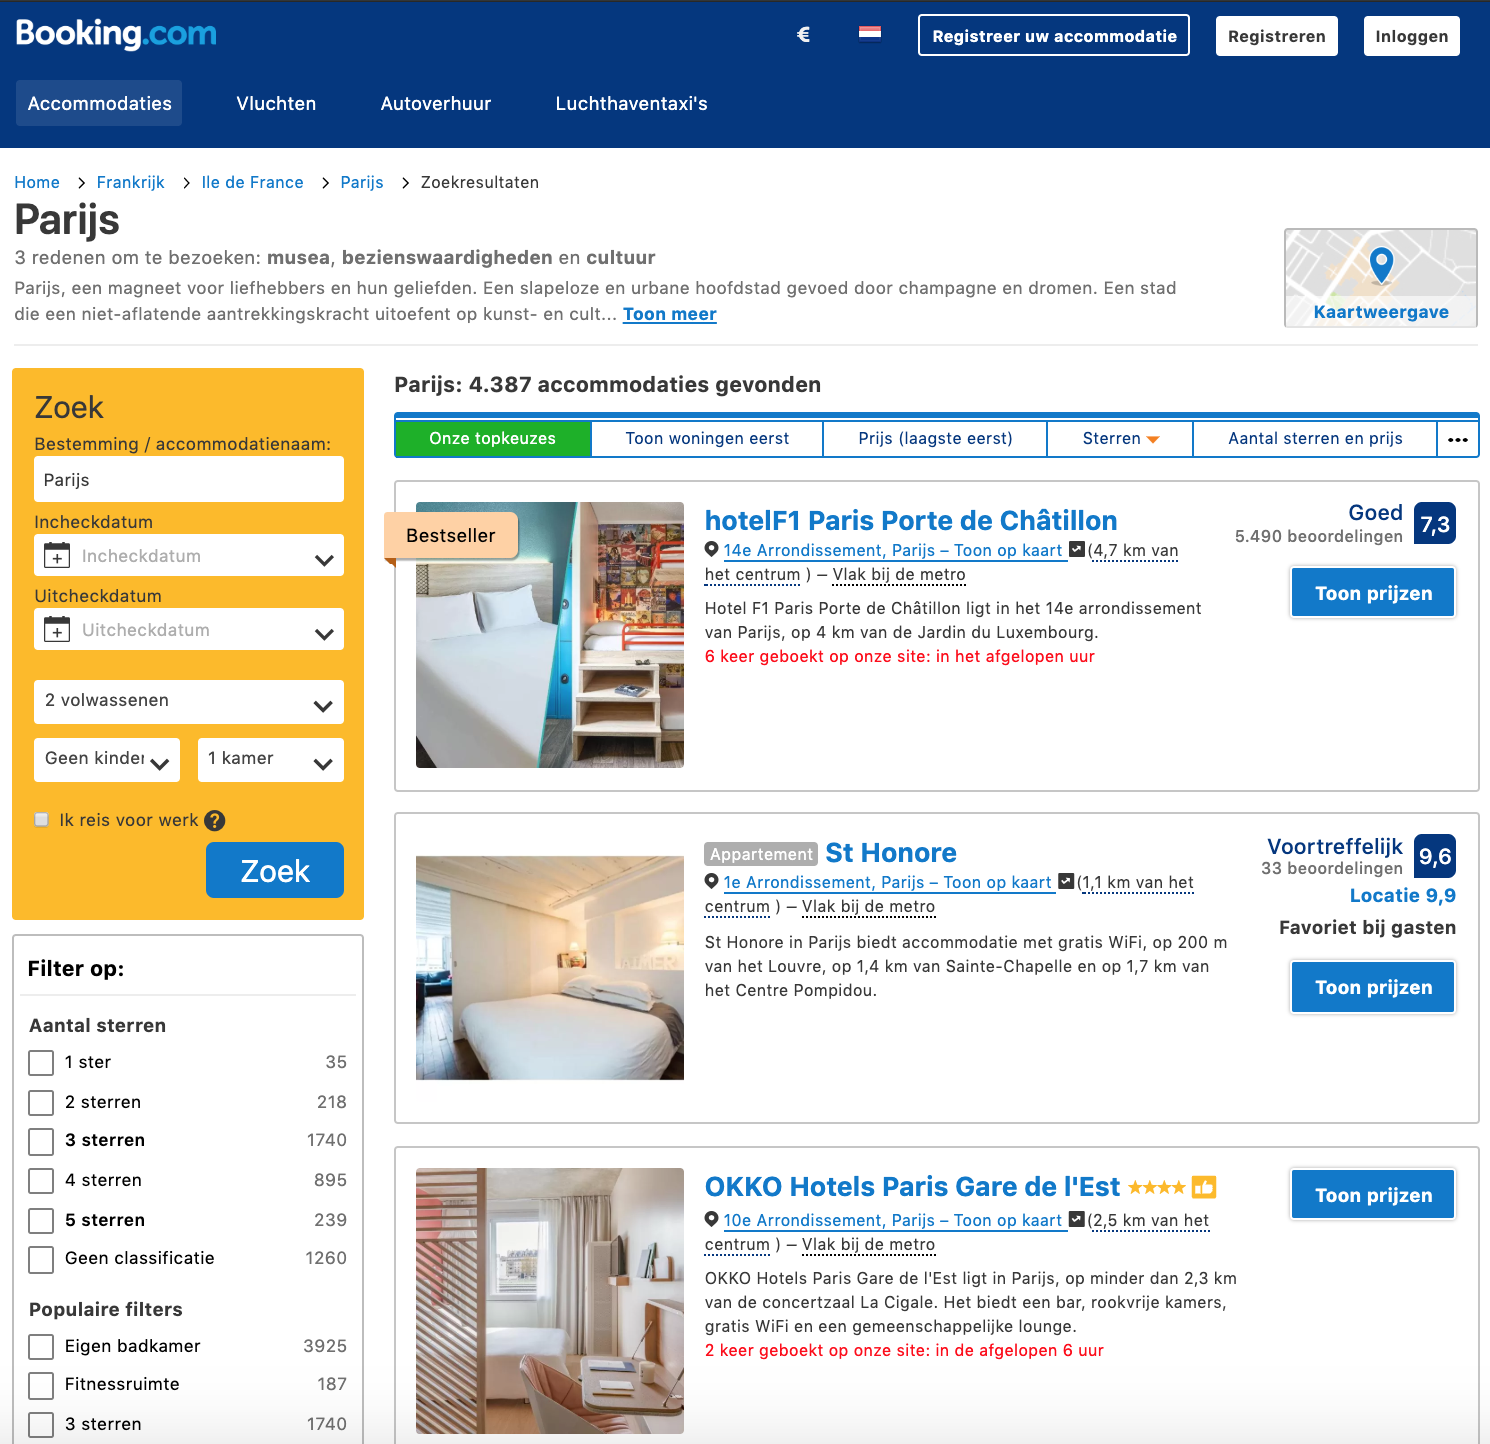 Booking.com
€
Registreer uw accommodatie
Registreren
Inloggen
Accommodaties
Vluchten
Autoverhuur
Luchthaventaxi's
Home > Frankrijk > Ile de France > Parijs > Zoekresultaten
Parijs
3 redenen om te bezoeken: musea, bezienswaardigheden en cultuur
Parijs, een magneet voor liefhebbers en hun geliefden. Een slapeloze en urbane hoofdstad gevoed door champagne en dromen. Een stad
die een niet-aflatende aantrekkingskracht uitoefent op kunst- en cult... Toon meer
Kaartweergave
Zoek
Bestemming / accommodatienaam:
Parijs
Incheckdatum
Incheckdatum
Uitcheckdatum
Uitcheckdatum
2 volwassenen
Geen kinder
1 kamer
Ik reis voor werk ?
Zoek
Filter op:
Aantal sterren
1 ster 35
2 sterren 218
3 sterren 1740
4 sterren 895
5 sterren 239
Geen classificatie 1260
Populaire filters
Eigen badkamer 3925
Fitnessruimte 187
3 sterren 1740
Parijs: 4.387 accommodaties gevonden
Onze topkeuzes
Toon woningen eerst
Prijs (laagste eerst)
Sterren
Aantal sterren en prijs
...
Bestseller
hotelF1 Paris Porte de Châtillon
14e Arrondissement, Parijs – Toon op kaart (4,7 km van
het centrum ) – Vlak bij de metro
Hotel F1 Paris Porte de Châtillon ligt in het 14e arrondissement
van Parijs, op 4 km van de Jardin du Luxembourg.
6 keer geboekt op onze site: in het afgelopen uur
Goed 7,3
5.490 beoordelingen
Toon prijzen
Appartement St Honore
1e Arrondissement, Parijs – Toon op kaart (1,1 km van het
centrum ) – Vlak bij de metro
St Honore in Parijs biedt accommodatie met gratis WiFi, op 200 m
van het Louvre, op 1,4 km van Sainte-Chapelle en op 1,7 km van
het Centre Pompidou.
Voortreffelijk 9,6
33 beoordelingen
Locatie 9,9
Favoriet bij gasten
Toon prijzen
OKKO Hotels Paris Gare de l'Est
10e Arrondissement, Parijs – Toon op kaart (2,5 km van het
centrum ) – Vlak bij de metro
OKKO Hotels Paris Gare de l'Est ligt in Parijs, op minder dan 2,3 km
van de concertzaal La Cigale. Het biedt een bar, rookvrije kamers,
gratis WiFi en een gemeenschappelijke lounge.
2 keer geboekt op onze site: in de afgelopen 6 uur
Toon prijzen